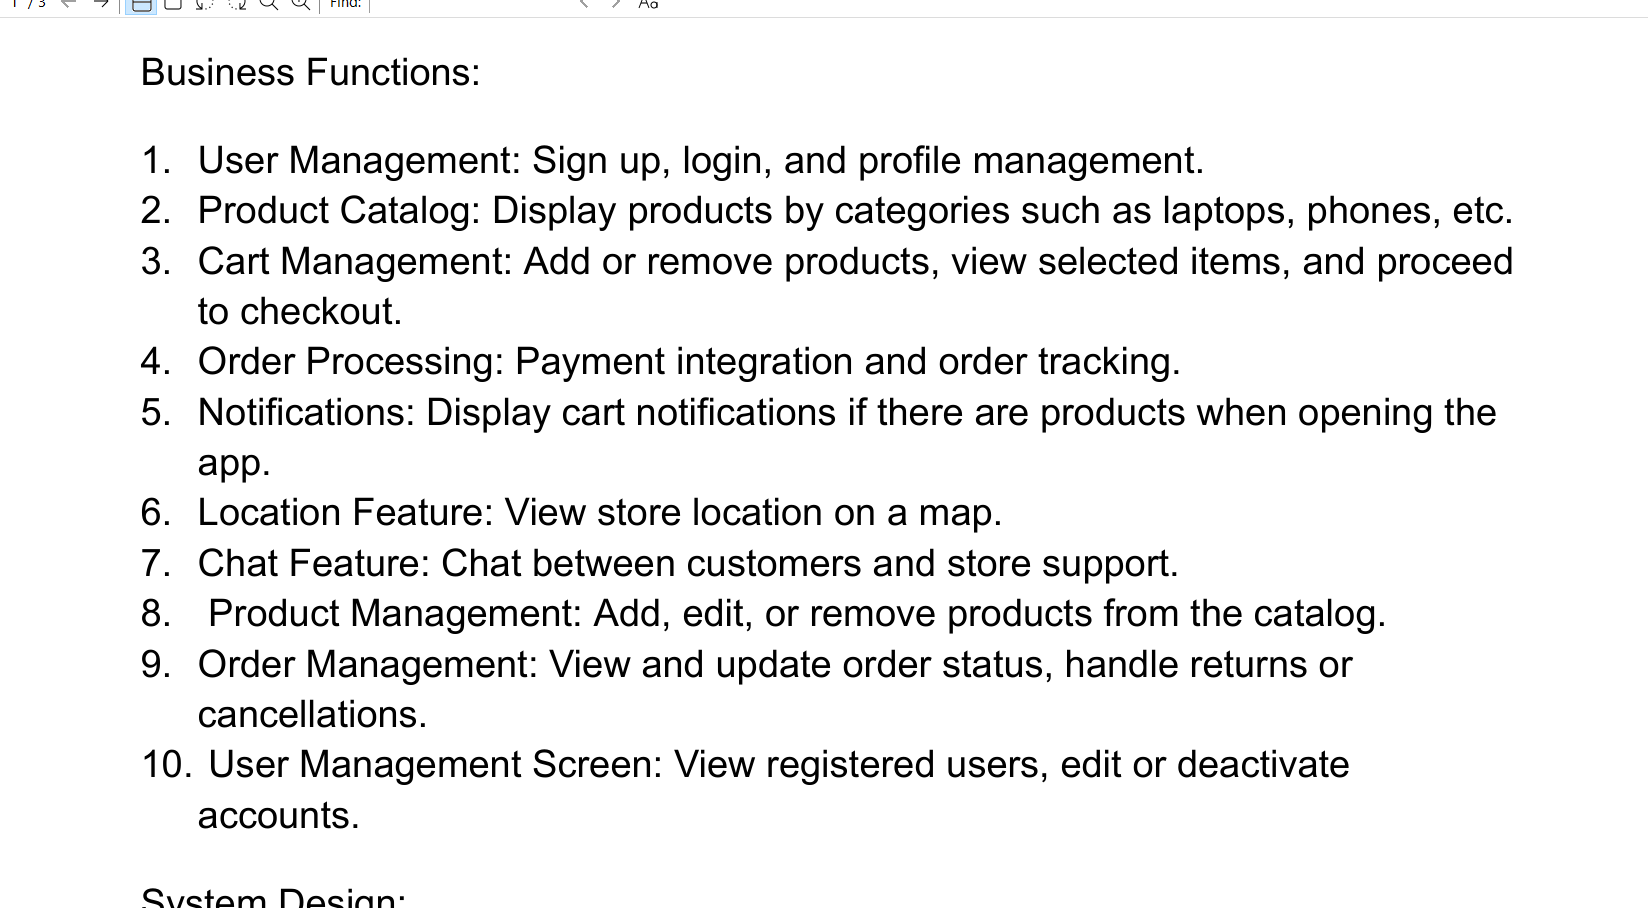 1 / 3 Find: Aa
Business Functions:
1. User Management: Sign up, login, and profile management.
2. Product Catalog: Display products by categories such as laptops, phones, etc.
3. Cart Management: Add or remove products, view selected items, and proceed
to checkout.
4. Order Processing: Payment integration and order tracking.
5. Notifications: Display cart notifications if there are products when opening the
app.
6. Location Feature: View store location on a map.
7. Chat Feature: Chat between customers and store support.
8. Product Management: Add, edit, or remove products from the catalog.
9. Order Management: View and update order status, handle returns or
cancellations.
10. User Management Screen: View registered users, edit or deactivate
accounts.
System Design: